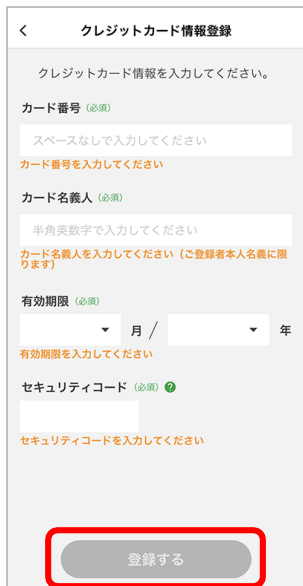 クレジットカード情報登録
クレジットカード情報を入力してください。
カード番号 (必須)
スペースなしで入力してください
カード番号を入力してください
カード名義人 (必須)
半角英数字で入力してください
カード名義人を入力してください（ご登録者本人名義に限
ります）
有効期限 (必須)
月 / 年
有効期限を入力してください
セキュリティコード (必須) ?
セキュリティコードを入力してください
登録する